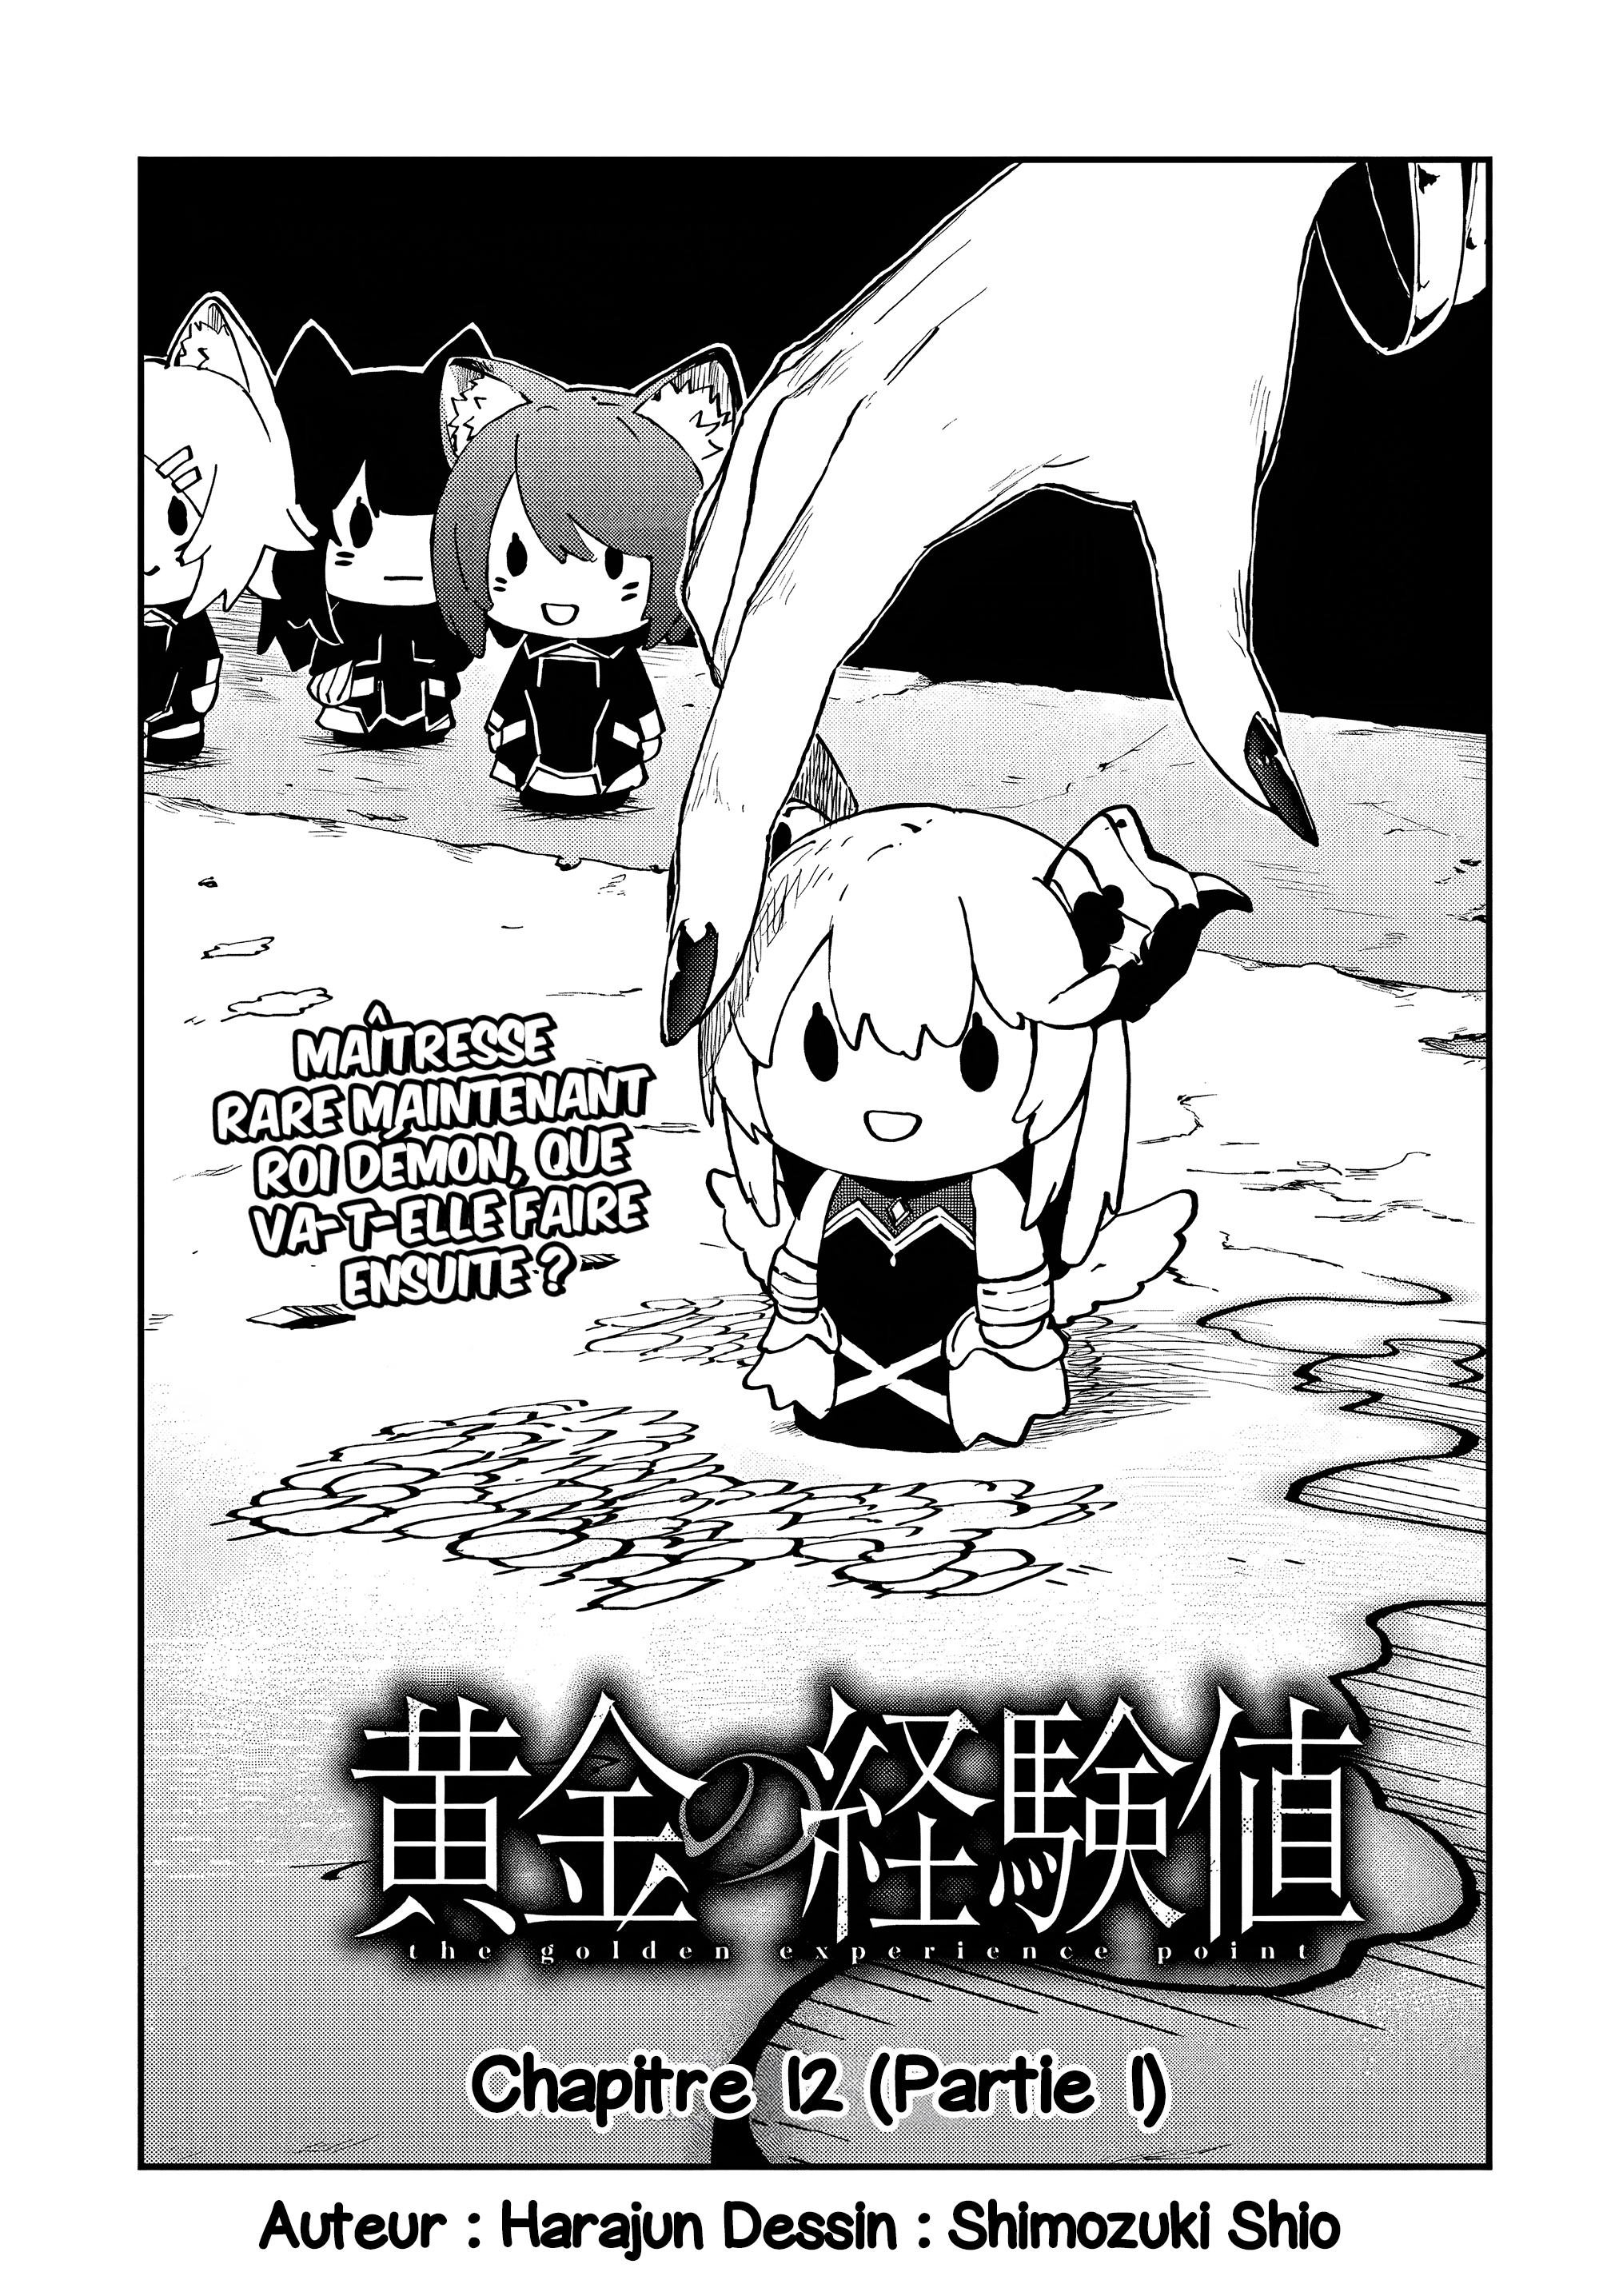 MAÎTRESSE
RARE MAINTENANT
ROI DÉMON, QUE
VA-T-ELLE FAIRE
ENSUITE ?
黄金の経験値
the golden experience point
Chapitre 12 (Partie 1)
Auteur : Harajun Dessin : Shimozuki Shio